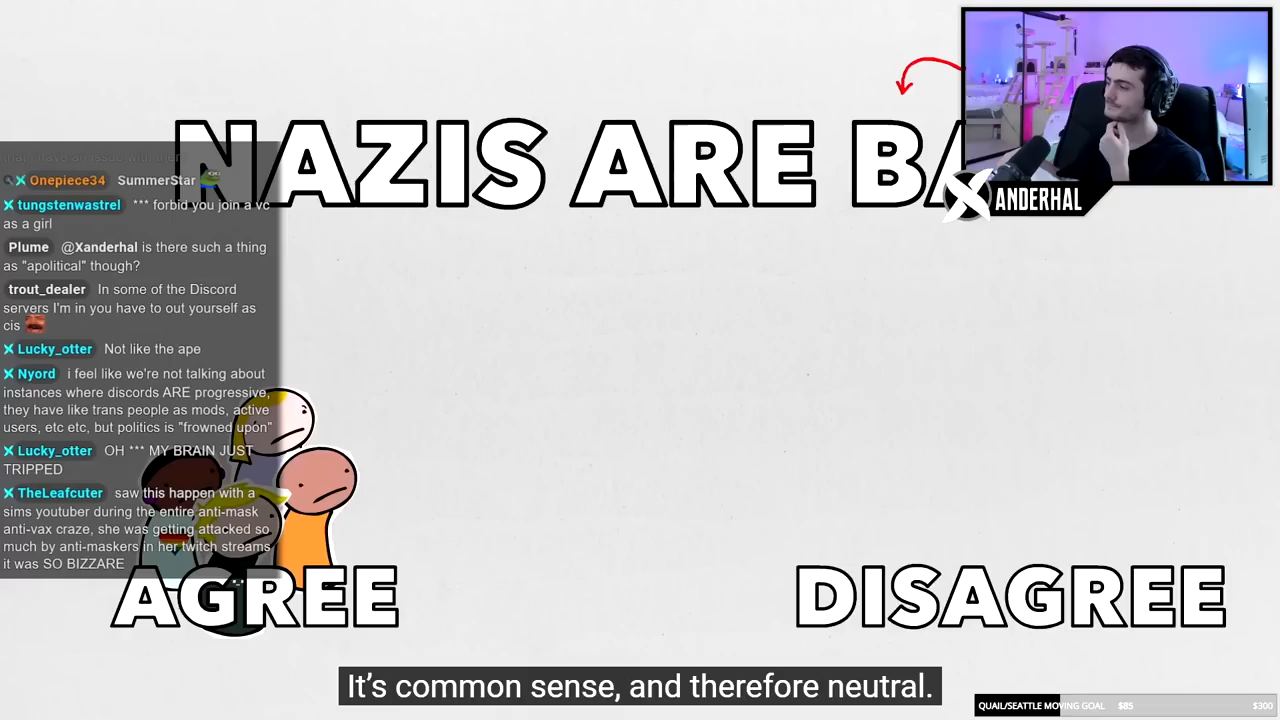 NAZIS ARE BA
ANDERHAL
that i have an issue with
Onepiece34 SummerStar
tungstenwastrel *** forbid you join a vc
as a girl
Plume @Xanderhal is there such a thing
as "apolitical" though?
trout_dealer In some of the Discord
servers I'm in you have to out yourself as
cis
Lucky_otter Not like the ape
Nyord i feel like we're not talking about
instances where discords ARE progressive,
they have like trans people as mods, active
users, etc etc, but politics is "frowned upon"
Lucky_otter OH *** MY BRAIN JUST
TRIPPED
TheLeafcuter saw this happen with a
sims youtuber during the entire anti-mask
anti-vax craze, she was getting attacked so
much by anti-maskers in her twitch streams
it was SO BIZZARE
AGREE
DISAGREE
It's common sense, and therefore neutral.
QUAIL/SEATTLE MOVING GOAL $85 $300